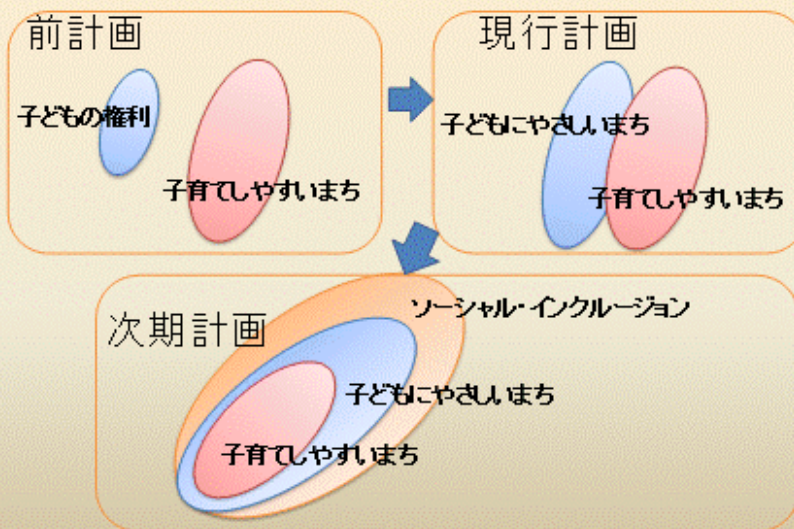 前計画
子どもの権利
子育てしやすいまち
現行計画
子どもにやさしいまち
子育てしやすいまち
次期計画
ソーシャル・インクルージョン
子どもにやさしいまち
子育てしやすいまち